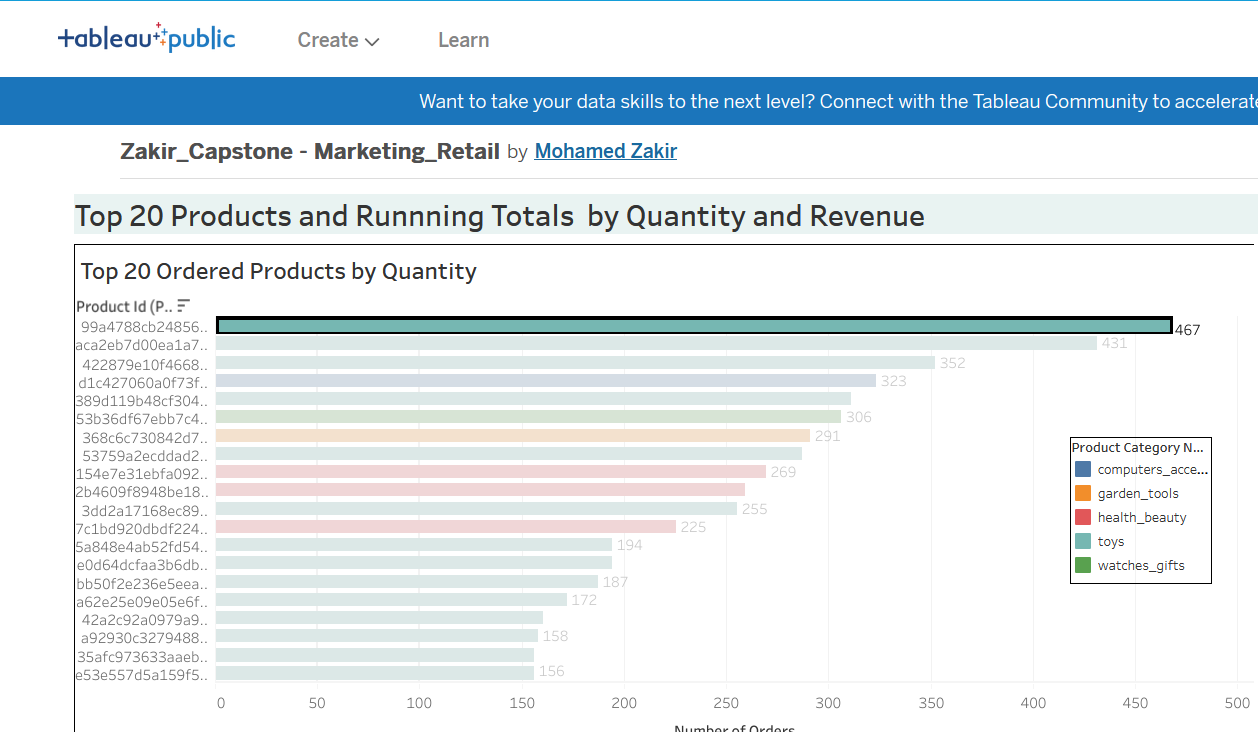 tableau public Create Learn
Want to take your data skills to the next level? Connect with the Tableau Community to accelerate
Zakir_Capstone - Marketing_Retail by Mohamed Zakir
Top 20 Products and Runnning Totals by Quantity and Revenue
Top 20 Ordered Products by Quantity
Product Id (P..
99a4788cb24856.. 467
aca2eb7d00ea1a7.. 431
422879e10f4668.. 352
d1c427060a0f73f.. 323
389d119b48cf304..
53b36df67ebb7c4.. 306
368c6c730842d7.. 291
53759a2ecddad2..
154e7e31ebfa092.. 269
2b4609f8948be18..
3dd2a17168ec89.. 255
7c1bd920dbdf224.. 225
5a848e4ab52fd54.. 194
e0d64dcfaa3b6db..
bb50f2e236e5eea.. 187
a62e25e09e05e6f.. 172
42a2c92a0979a9..
a92930c3279488.. 158
35afc973633aaeb..
e53e557d5a159f5.. 156
0 50 100 150 200 250 300 350 400 450 500
Number of Orders
Product Category N...
computers_acce...
garden_tools
health_beauty
toys
watches_gifts